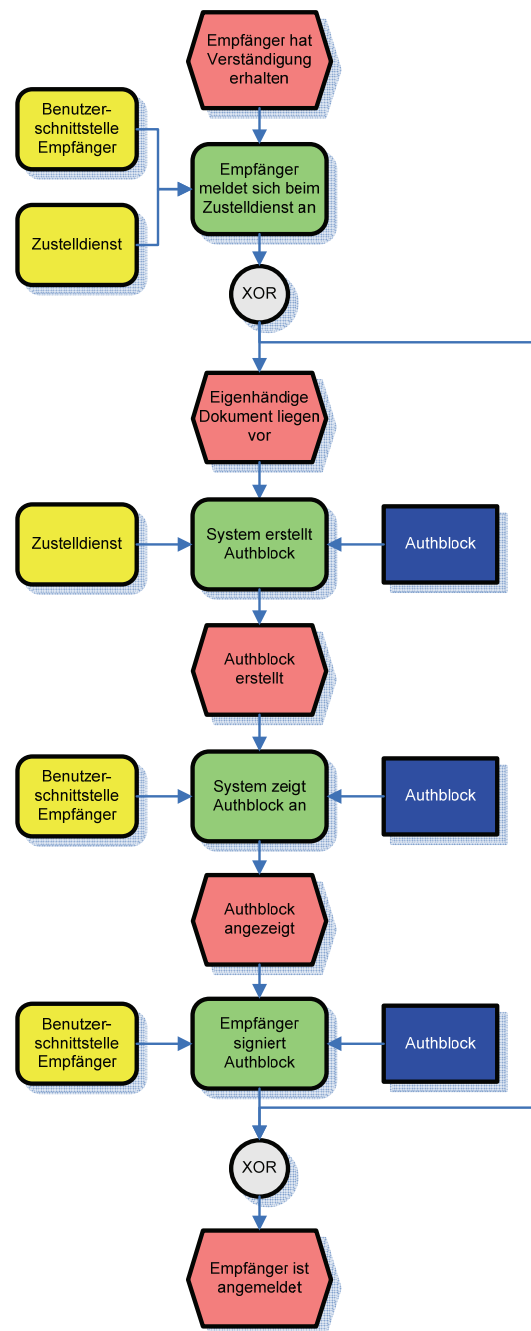 Empfänger hat
Verständigung
erhalten
Benutzer-
schnittstelle
Empfänger
Empfänger
meldet sich beim
Zustelldienst an
Zustelldienst
XOR
Eigenhändige
Dokument liegen
vor
Zustelldienst
System erstellt
Authblock
Authblock
Authblock
erstellt
Benutzer-
schnittstelle
Empfänger
System zeigt
Authblock an
Authblock
Authblock
angezeigt
Benutzer-
schnittstelle
Empfänger
Empfänger
signiert
Authblock
Authblock
XOR
Empfänger ist
angemeldet